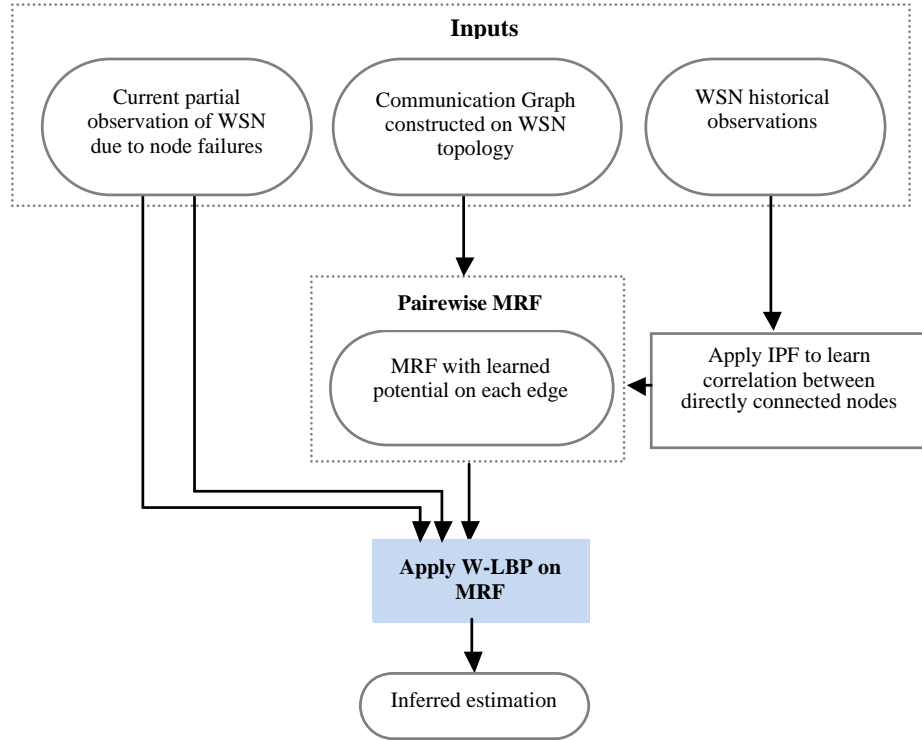 Inputs
Current partial
observation of WSN
due to node failures
Communication Graph
constructed on WSN
topology
WSN historical
observations
Pairewise MRF
MRF with learned
potential on each edge
Apply IPF to learn
correlation between
directly connected nodes
Apply W-LBP on
MRF
Inferred estimation